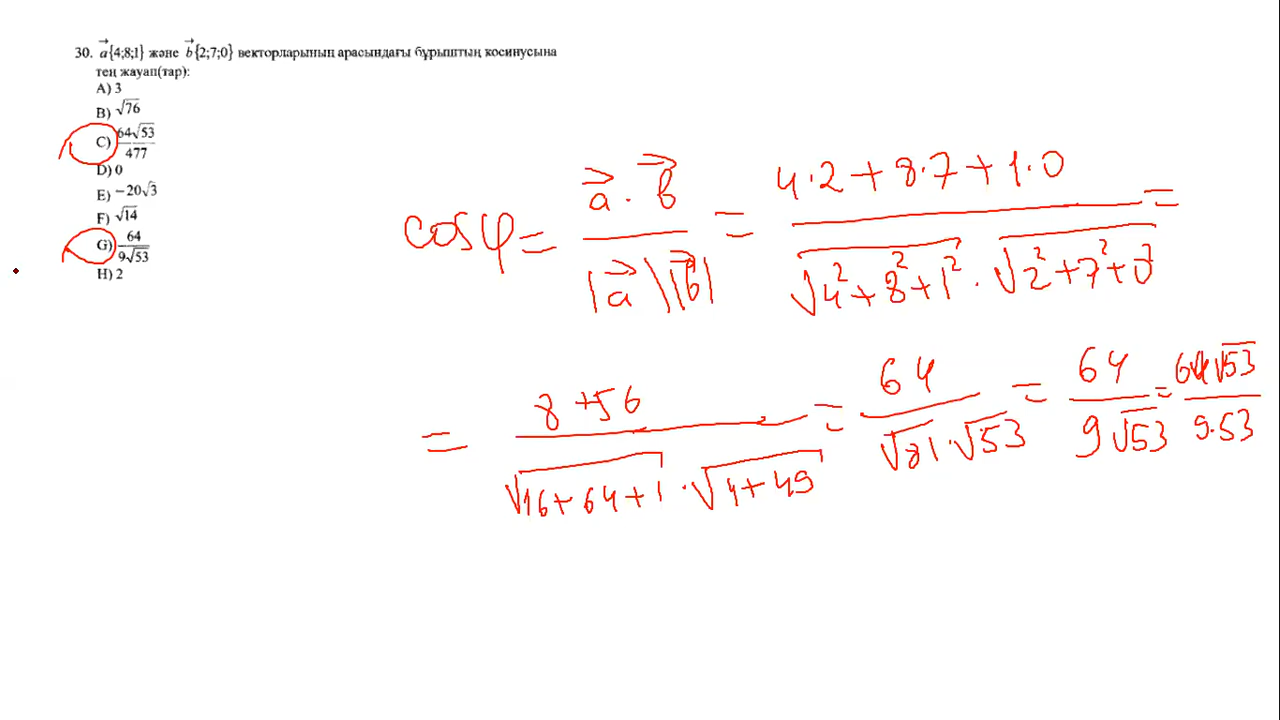 30. a⃗{4;8;1} және b⃗{2;7;0} векторларының арасындағы бұрыштың косинусына
тең жауап(тар):
A) 3
B) √76
C) 64√53/477
D) 0
E) −20√3
F) √14
G) 64/9√53
H) 2
cosφ = a⃗·b⃗ / |a⃗||b⃗| = 4·2+8·7+1·0 / √4²+8²+1² · √2²+7²+0² =
= 8+56 / √16+64+1 · √4+49 = 64 / √81·√53 = 64 / 9√53 = 64√53 / 9·53